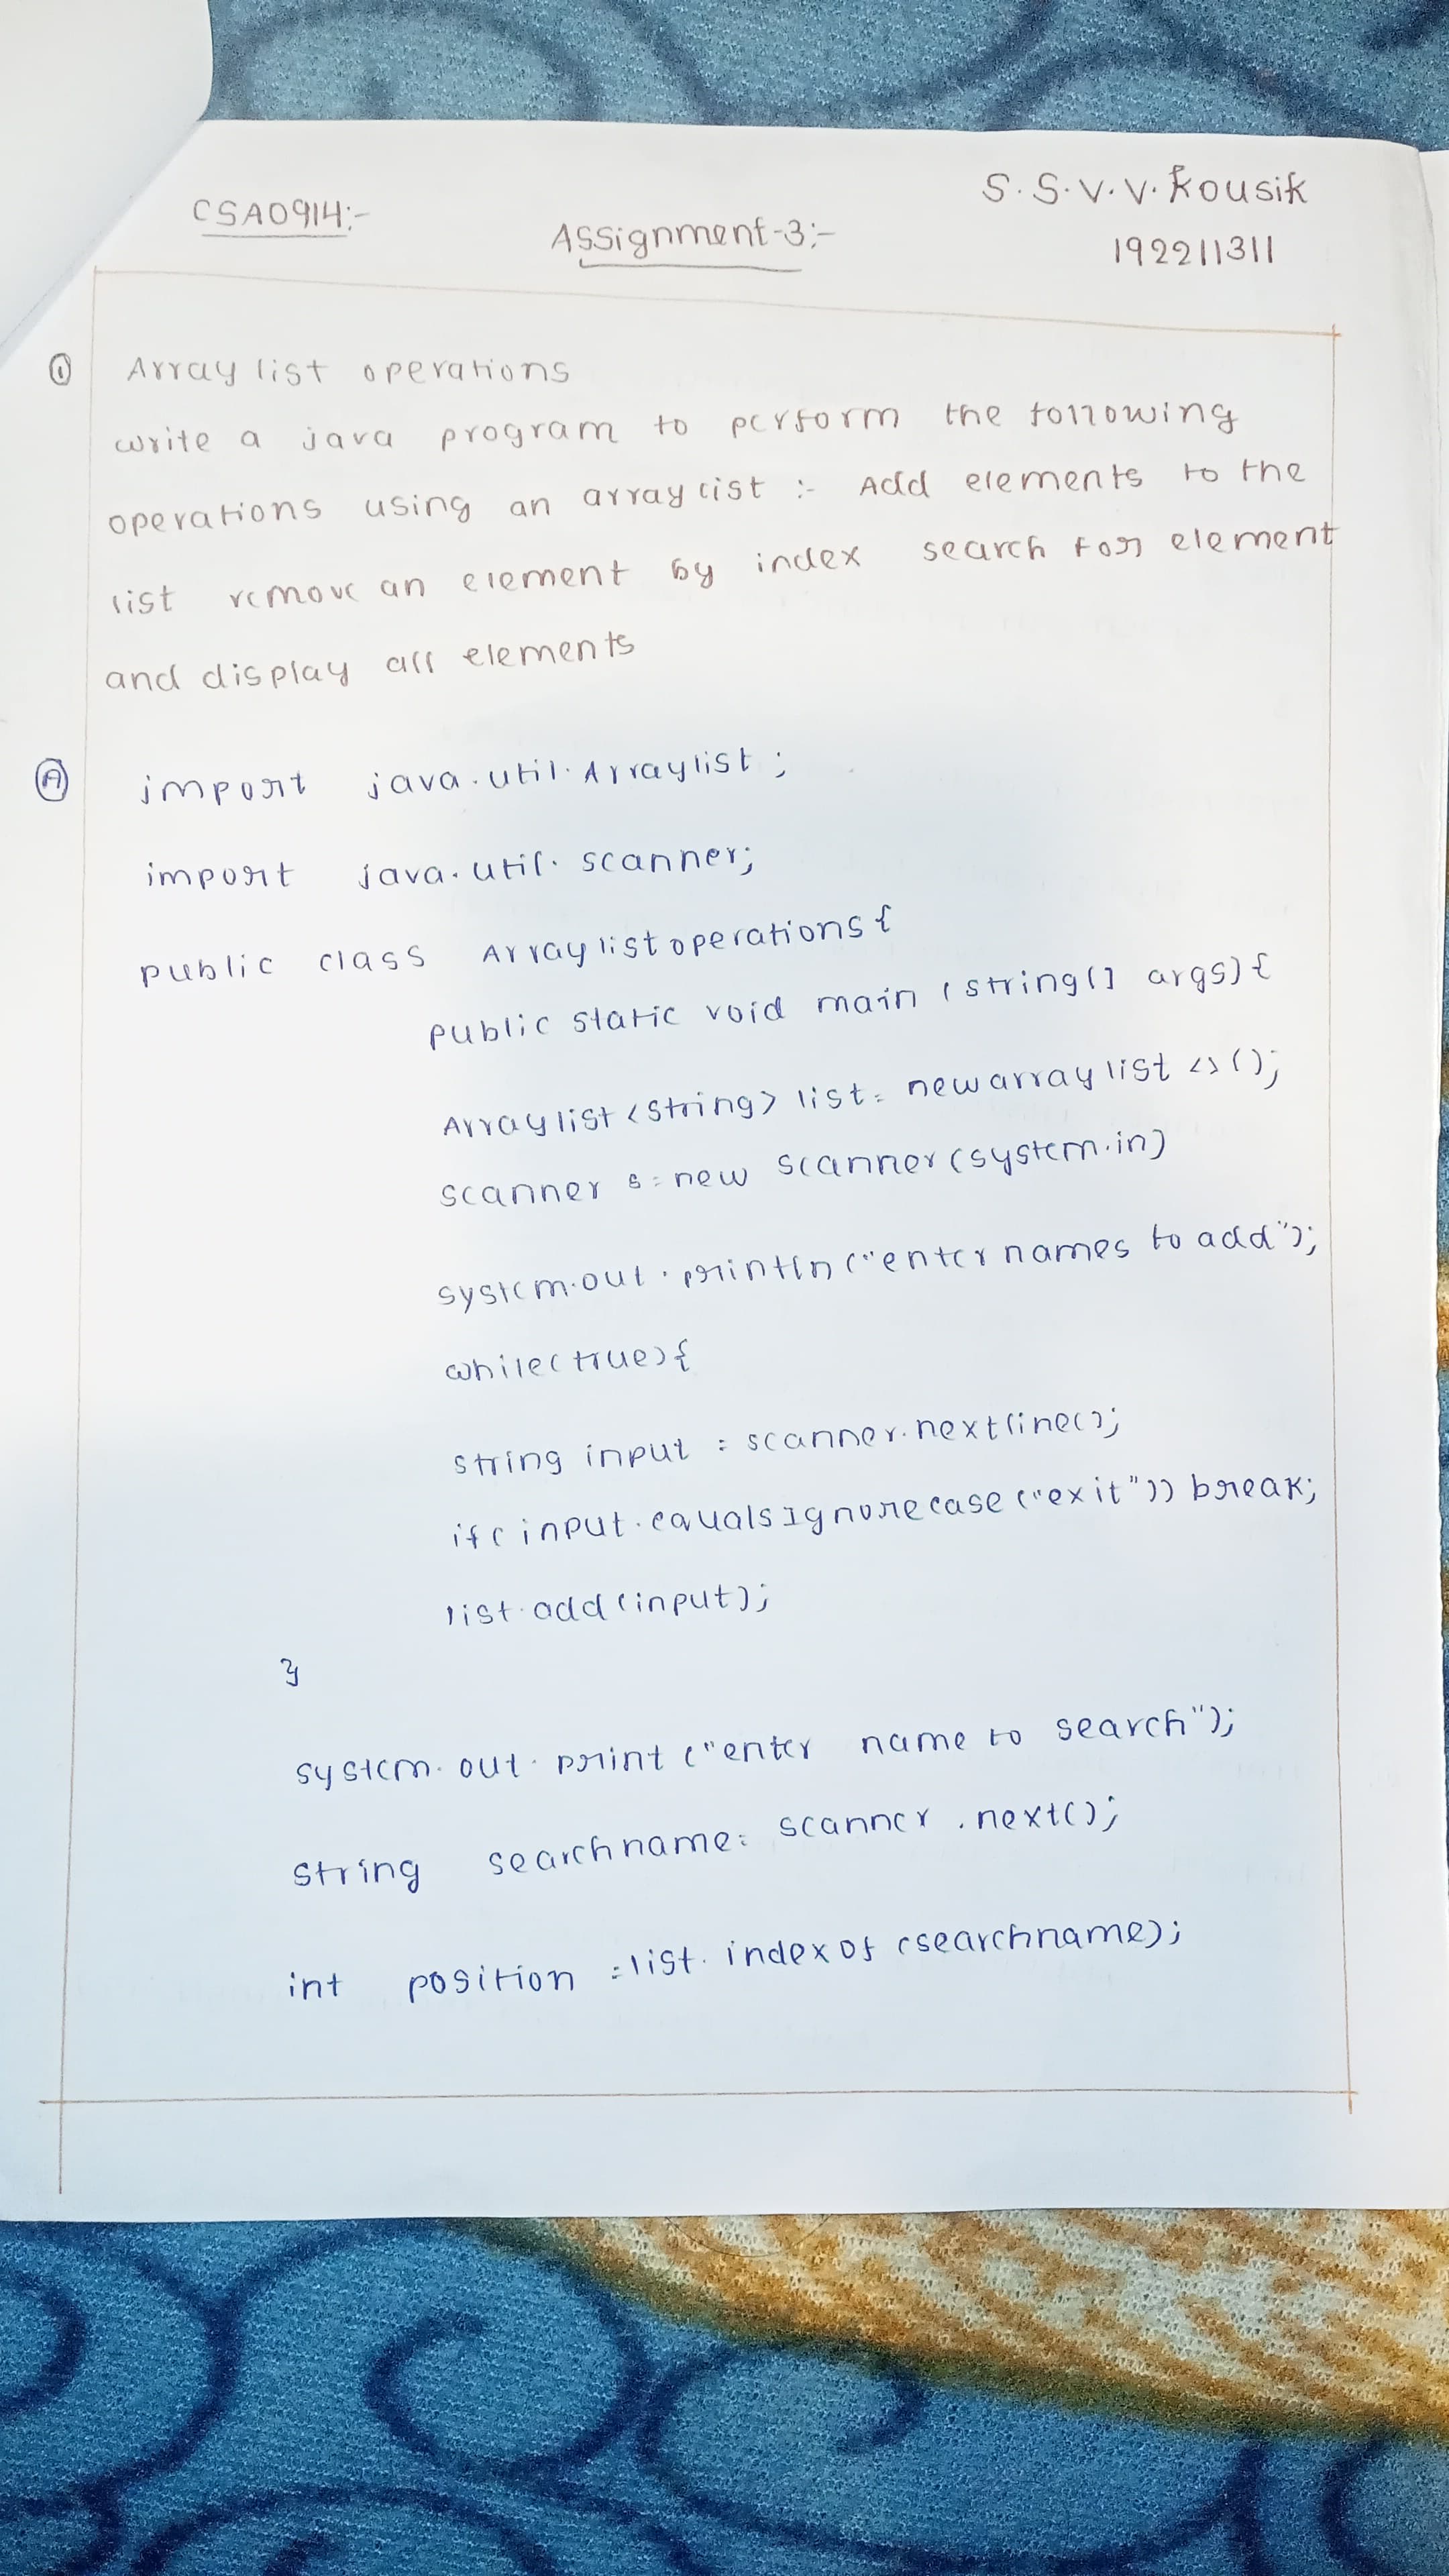 CSA0914:-
Assignment-3:-
S.S.V.V.Kousik
192211311
① Array list operations
write a java program to perform the following
operations using an array list :- Add elements to the
list remove an element by index search for element
and display all elements
Ⓐ import java.util.Arraylist;
import java.util.scanner;
public class Arraylistoperations{
public static void main (string[] args){
Arraylist<string> list= new arraylist <>();
scanner s=new scanner(system.in)
system.out.println("enter names to add");
while(true){
string input = scanner.nextline();
if(input.equalsIgnorecase("exit")) break;
list.add(input);
}
system.out.print("enter name to search");
string searchname= scanner.next();
int position =list.indexof(searchname);